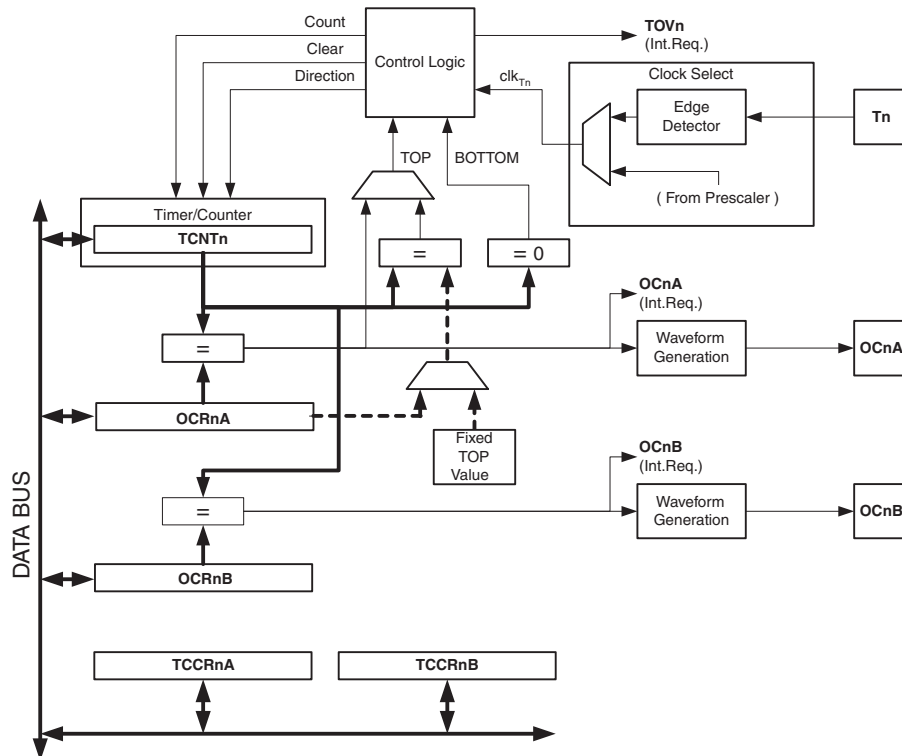 Count
Clear
Direction
Control Logic
TOVn
(Int.Req.)
clkTn
Clock Select
Edge
Detector
Tn
( From Prescaler )
TOP
BOTTOM
Timer/Counter
TCNTn
=
= 0
OCnA
(Int.Req.)
=
Waveform
Generation
OCnA
OCRnA
Fixed
TOP
Value
OCnB
(Int.Req.)
=
Waveform
Generation
OCnB
OCRnB
DATA BUS
TCCRnA
TCCRnB